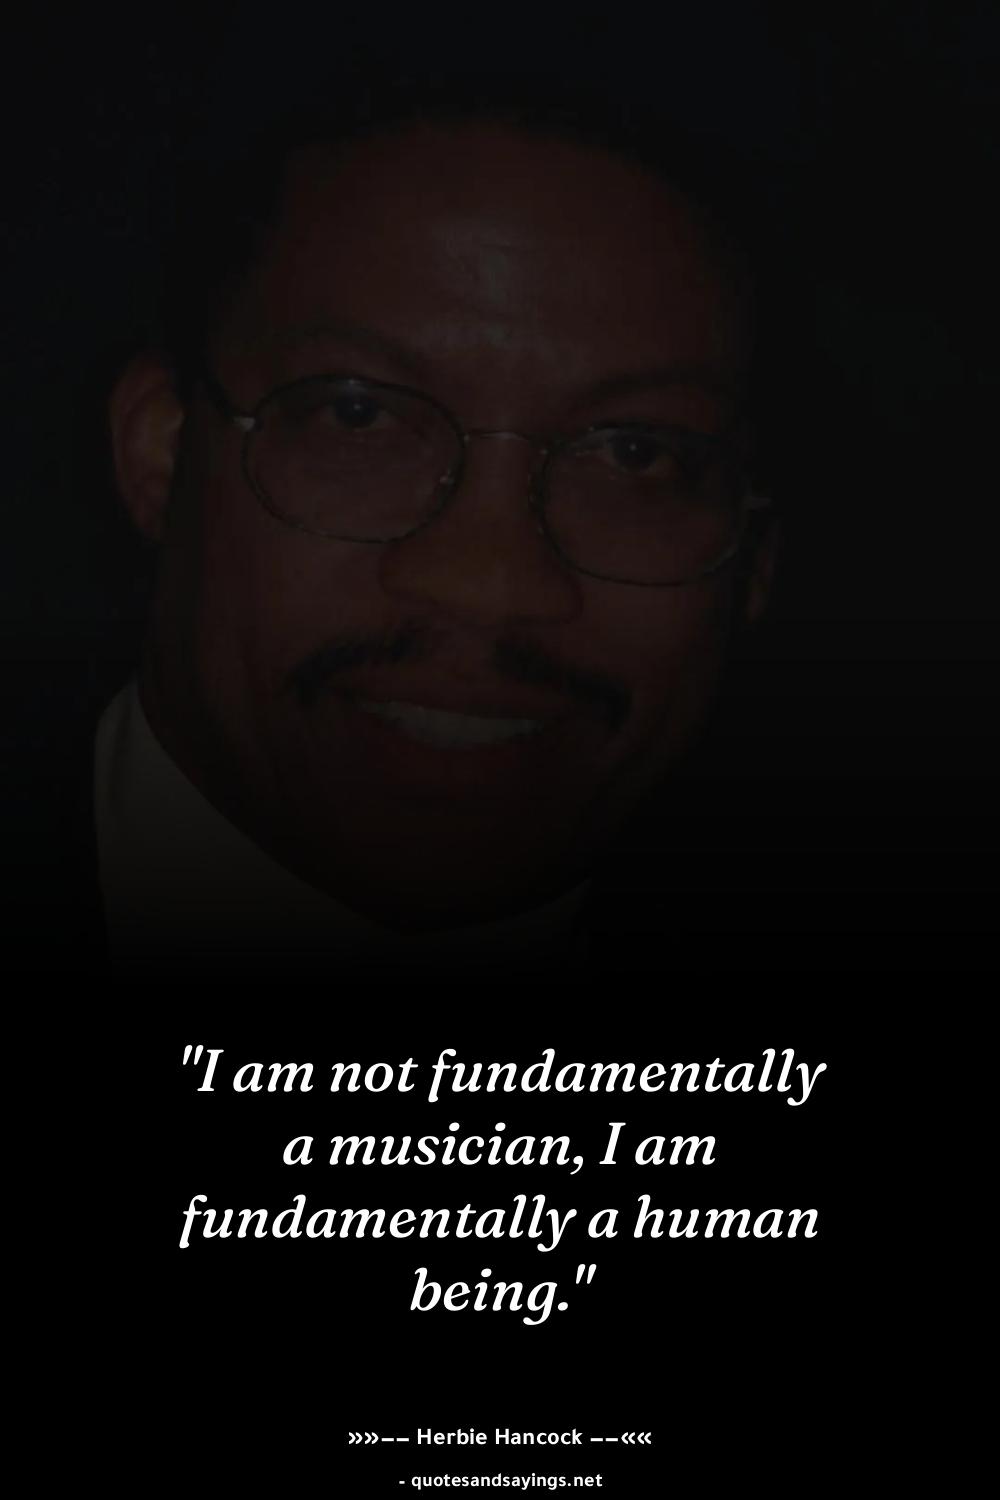 "I am not fundamentally
a musician, I am
fundamentally a human
being."
»»–– Herbie Hancock ––««
- quotesandsayings.net